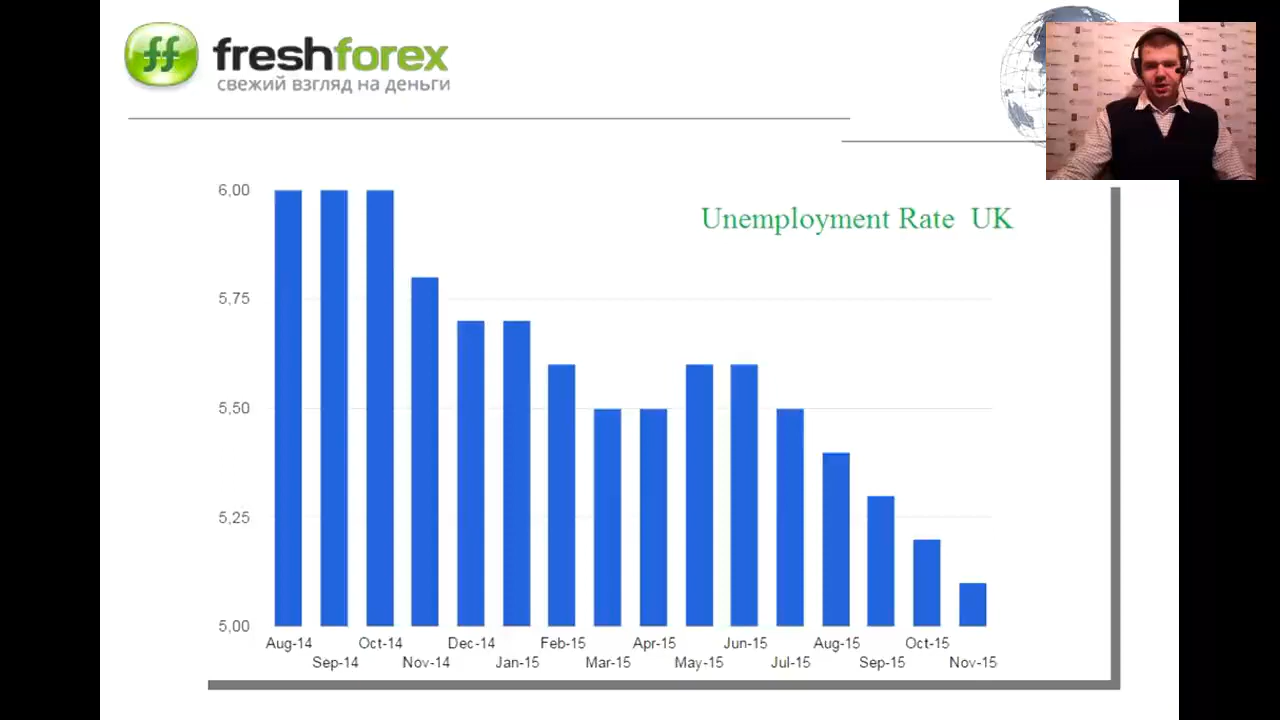 ff freshforex
свежий взгляд на деньги
Unemployment Rate UK
6,00
5,75
5,50
5,25
5,00
Aug-14
Sep-14
Oct-14
Nov-14
Dec-14
Jan-15
Feb-15
Mar-15
Apr-15
May-15
Jun-15
Jul-15
Aug-15
Sep-15
Oct-15
Nov-15